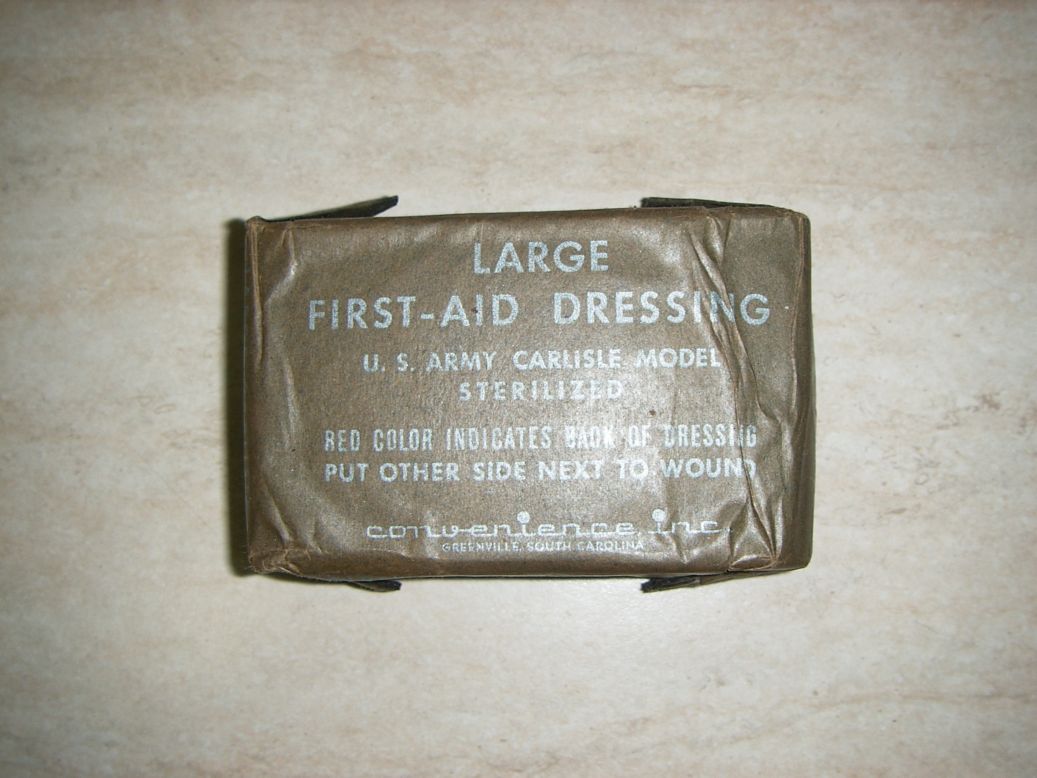 LARGE
FIRST-AID DRESSING
U. S. ARMY CARLISLE MODEL
STERILIZED
RED COLOR INDICATES BACK OF DRESSING
PUT OTHER SIDE NEXT TO WOUND
convenience inc.
GREENVILLE, SOUTH CAROLINA